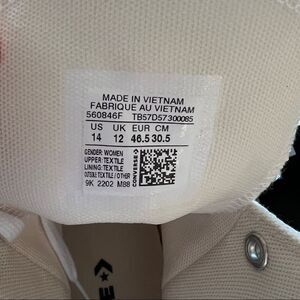 MADE IN VIETNAM
FABRIQUE AU VIETNAM
560846F TB57D57300085
US UK EUR CM
14 12 46.5 30.5
GENDER: WOMEN
UPPER: TEXTILE
LINING: TEXTILE
OUTSOLE: TEXTILE / OTHER
9K 2202 M88
CONVERSE